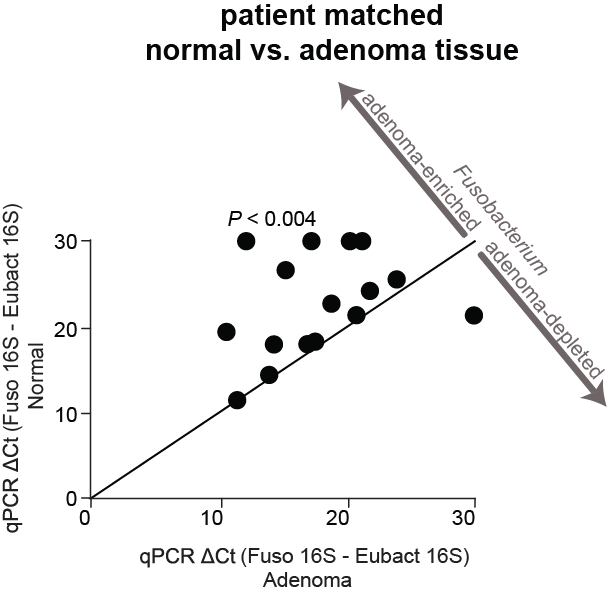 patient matched
normal vs. adenoma tissue
adenoma-enriched
Fusobacterium
adenoma-depleted
P < 0.004
qPCR ΔCt (Fuso 16S - Eubact 16S)
Normal
30
20
10
0
0
10
20
30
qPCR ΔCt (Fuso 16S - Eubact 16S)
Adenoma